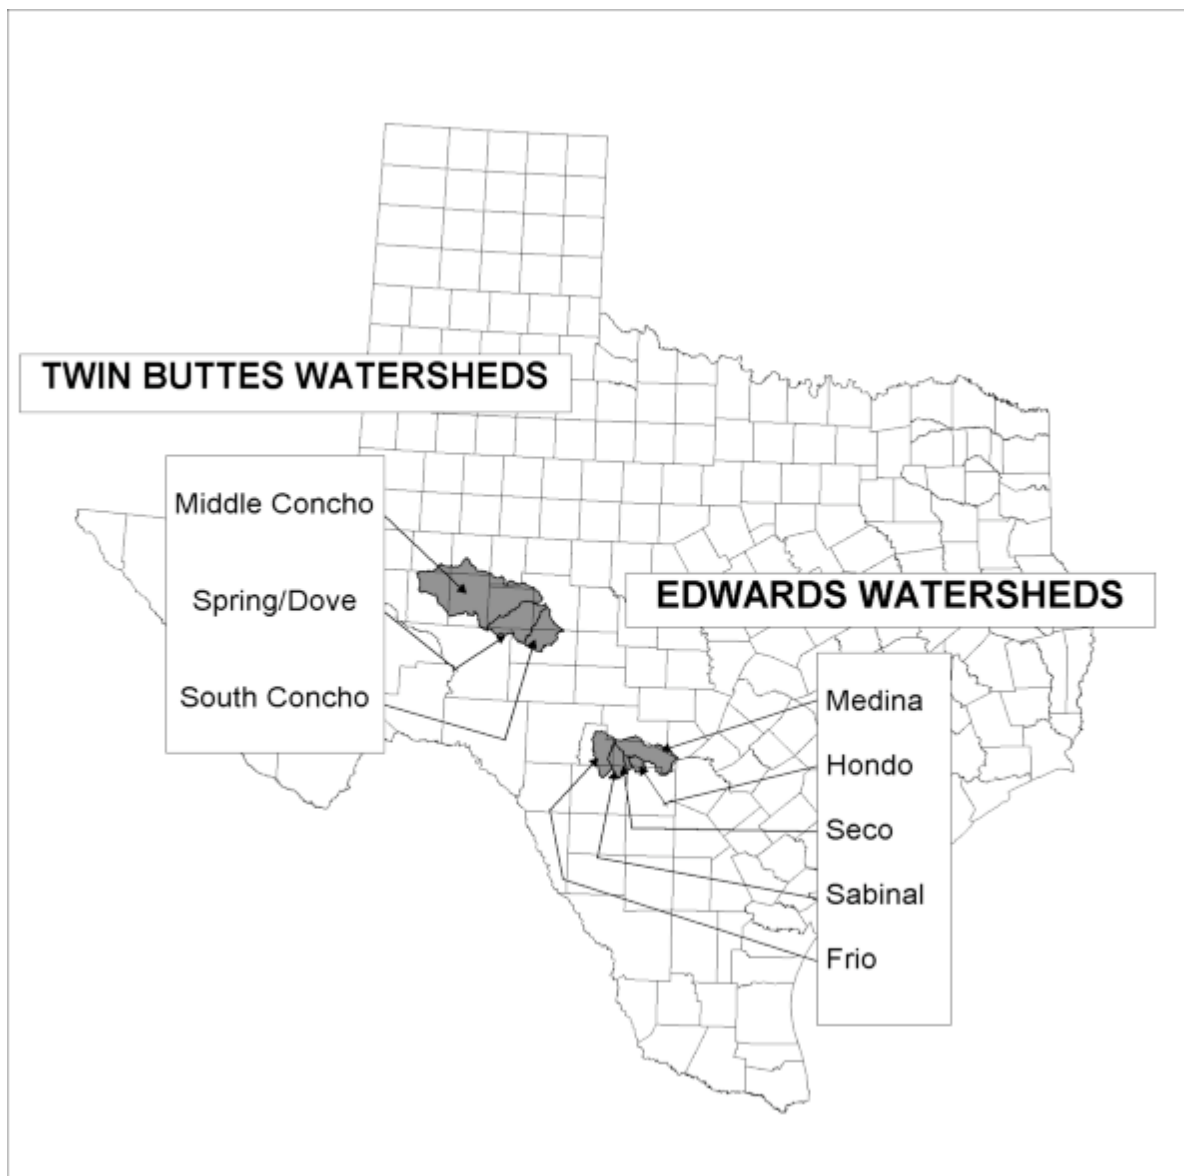 TWIN BUTTES WATERSHEDS
Middle Concho
Spring/Dove
South Concho
EDWARDS WATERSHEDS
Medina
Hondo
Seco
Sabinal
Frio